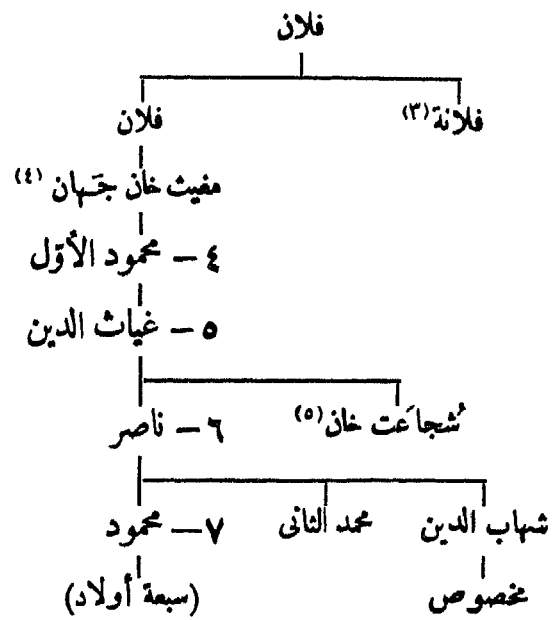 فلان
فلانة (٣) فلان
مغيث خان جَهان (٤)
٤ – محمود الأوّل
٥ – غياث الدين
شُجاعَت خان (٥) ٦ – ناصر
شهاب الدين محمد الثانى ٧ – محمود
مخصوص (سبعة أولاد)